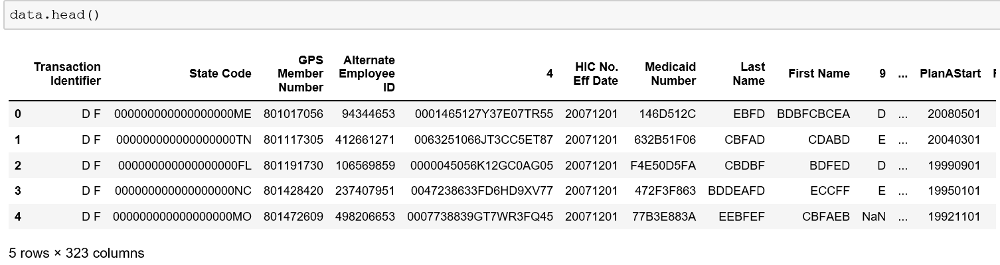 data.head()
Transaction Identifier State Code GPS Member Number Alternate Employee ID 4 HIC No. Eff Date Medicaid Number Last Name First Name 9 ... PlanAStart
0 D F 000000000000000000ME 801017056 94344653 0001465127Y37E07TR55 20071201 146D512C EBFD BDBFCBCEA D ... 20080501
1 D F 000000000000000000TN 801117305 412661271 0063251066JT3CC5ET87 20071201 632B51F06 CBFAD CDABD E ... 20040301
2 D F 000000000000000000FL 801191730 106569859 0000045056K12GC0AG05 20071201 F4E50D5FA CBDBF BDFED D ... 19990901
3 D F 000000000000000000NC 801428420 237407951 0047238633FD6HD9XV77 20071201 472F3F863 BDDEAFD ECCFF E ... 19950101
4 D F 000000000000000000MO 801472609 498206653 0007738839GT7WR3FQ45 20071201 77B3E883A EEBFEF CBFAEB NaN ... 19921101
5 rows × 323 columns